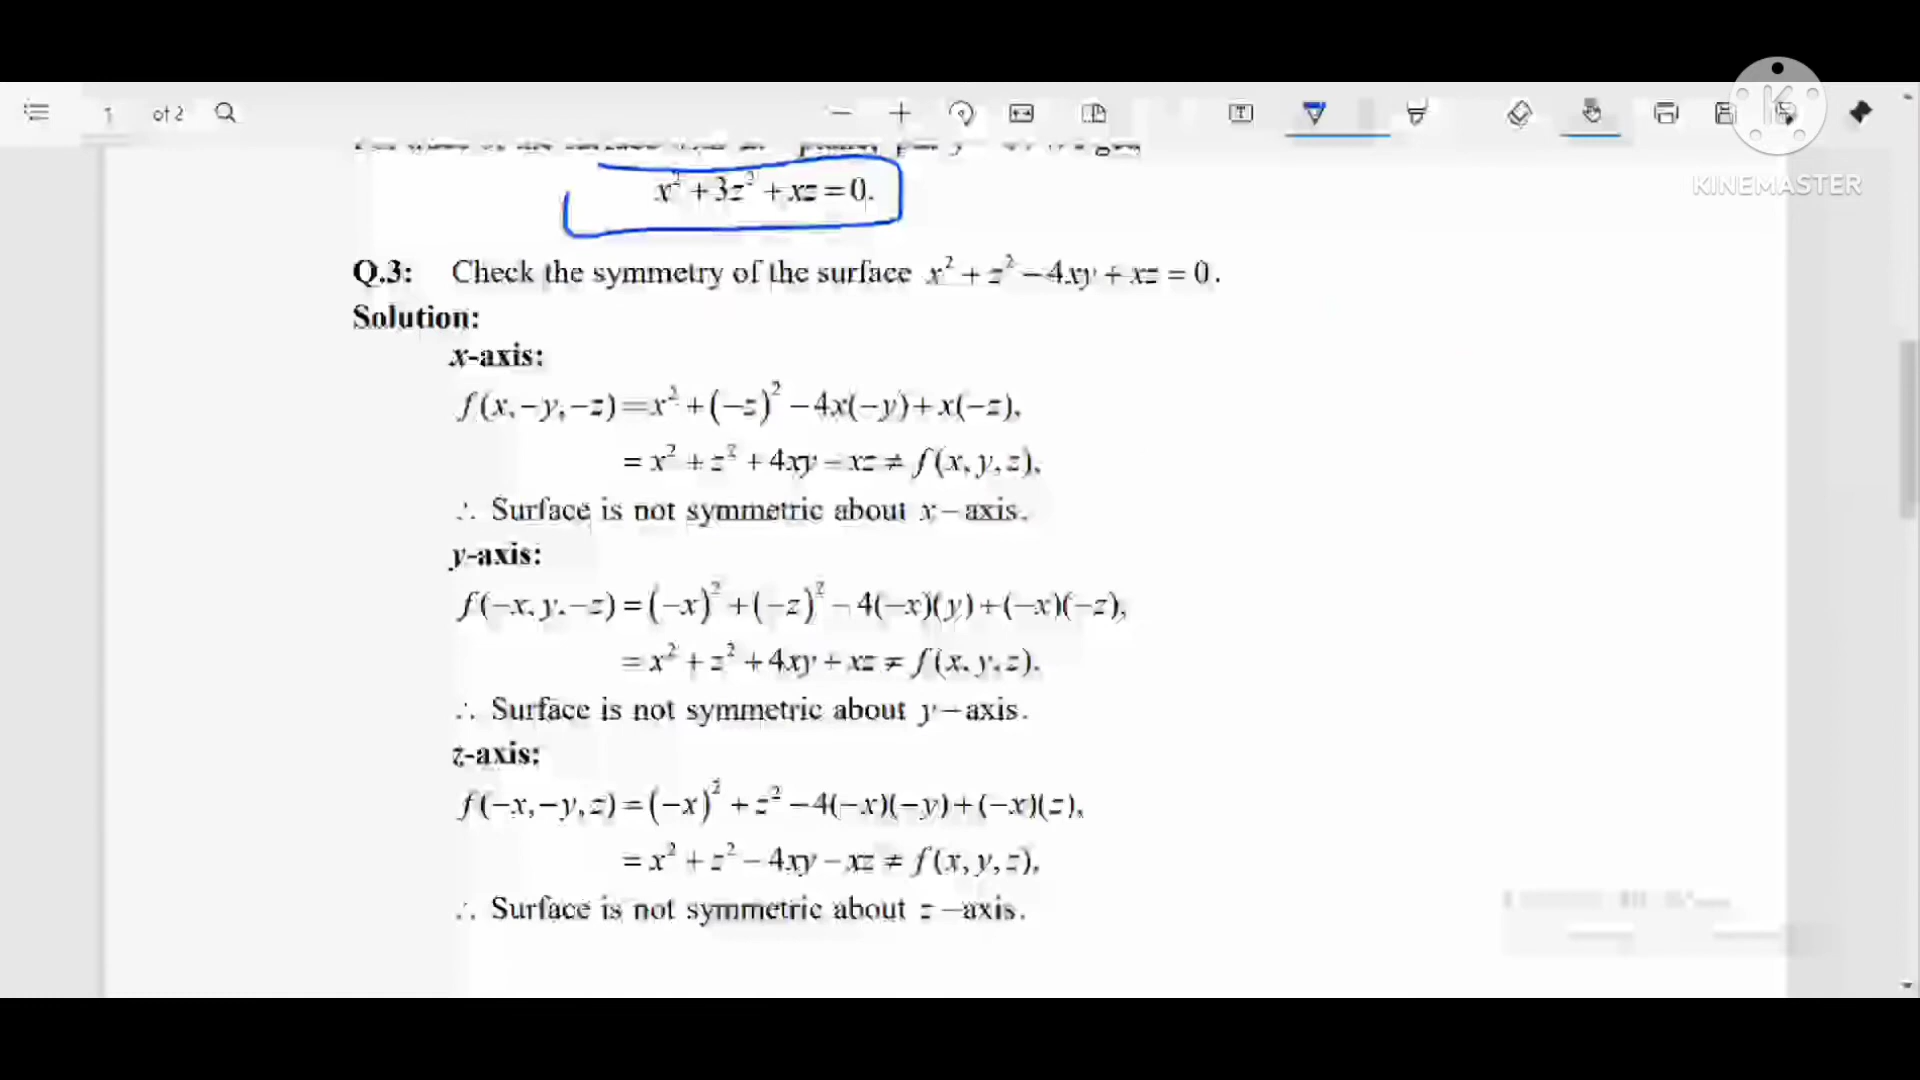 1 of 2
KINEMASTER
x² + 3z² + xz = 0.
Q.3: Check the symmetry of the surface x² + z² − 4xy + xz = 0.
Solution:
x-axis:
f(x,−y,−z) = x² + (−z)² − 4x(−y) + x(−z),
= x² + z² + 4xy − xz ≠ f(x, y, z),
∴ Surface is not symmetric about x − axis.
y-axis:
f(−x, y, −z) = (−x)² + (−z)² − 4(−x)(y) + (−x)(−z),
= x² + z² + 4xy + xz ≠ f(x, y, z).
∴ Surface is not symmetric about y − axis.
z-axis:
f(−x,−y,z) = (−x)² + z² − 4(−x)(−y) + (−x)(z),
= x² + z² − 4xy − xz ≠ f(x, y, z),
∴ Surface is not symmetric about z − axis.